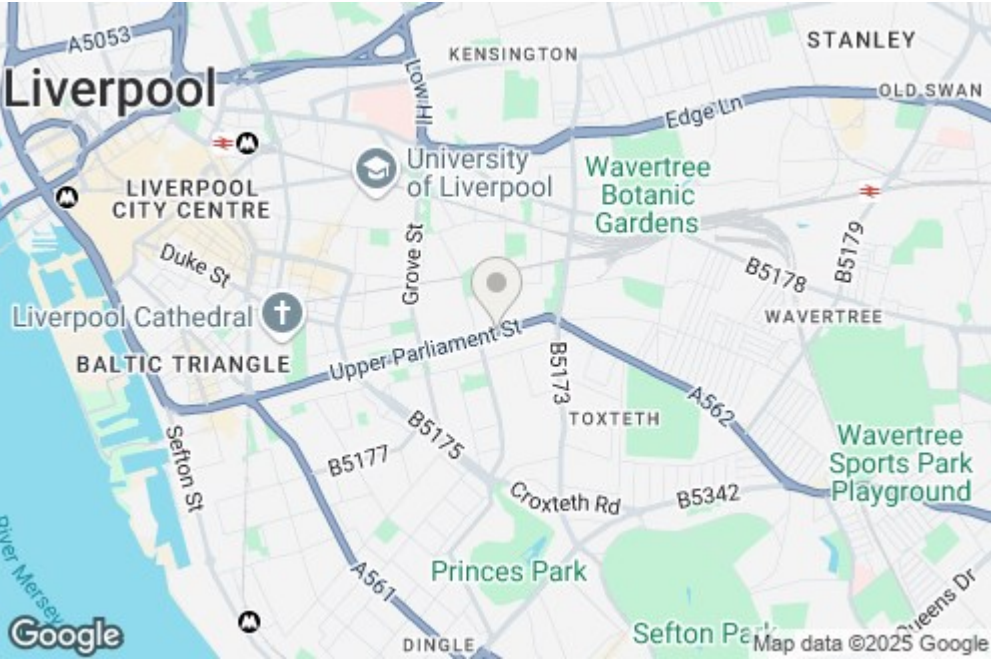 A5053
KENSINGTON
STANLEY
Liverpool
Low Hl
OLD SWAN
Edge Ln
University
of Liverpool
LIVERPOOL
CITY CENTRE
Wavertree
Botanic
Gardens
Grove St
B5179
Duke St
B5178
Liverpool Cathedral
WAVERTREE
BALTIC TRIANGLE
Upper Parliament St
B5173
A562
TOXTETH
B5175
Sefton St
B5177
Wavertree
Sports Park
Playground
Croxteth Rd
B5342
River Mersey
A561
Princes Park
Queens Dr
Google
DINGLE
Sefton Park
Map data ©2025 Google